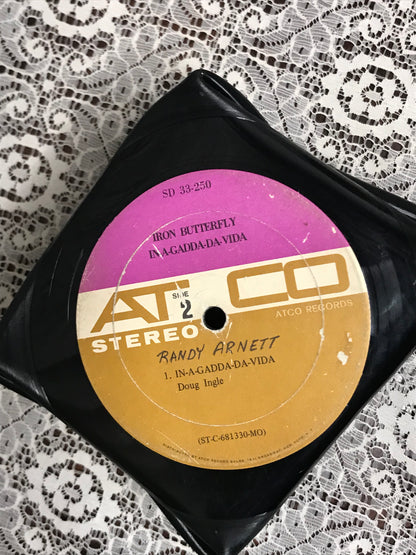 SD 33-250
IRON BUTTERFLY
IN-A-GADDA-DA-VIDA
ATCO
SIDE
2
STEREO
ATCO RECORDS
RANDY ARNETT
1. IN-A-GADDA-DA-VIDA
Doug Ingle
(ST-C-681330-MO)